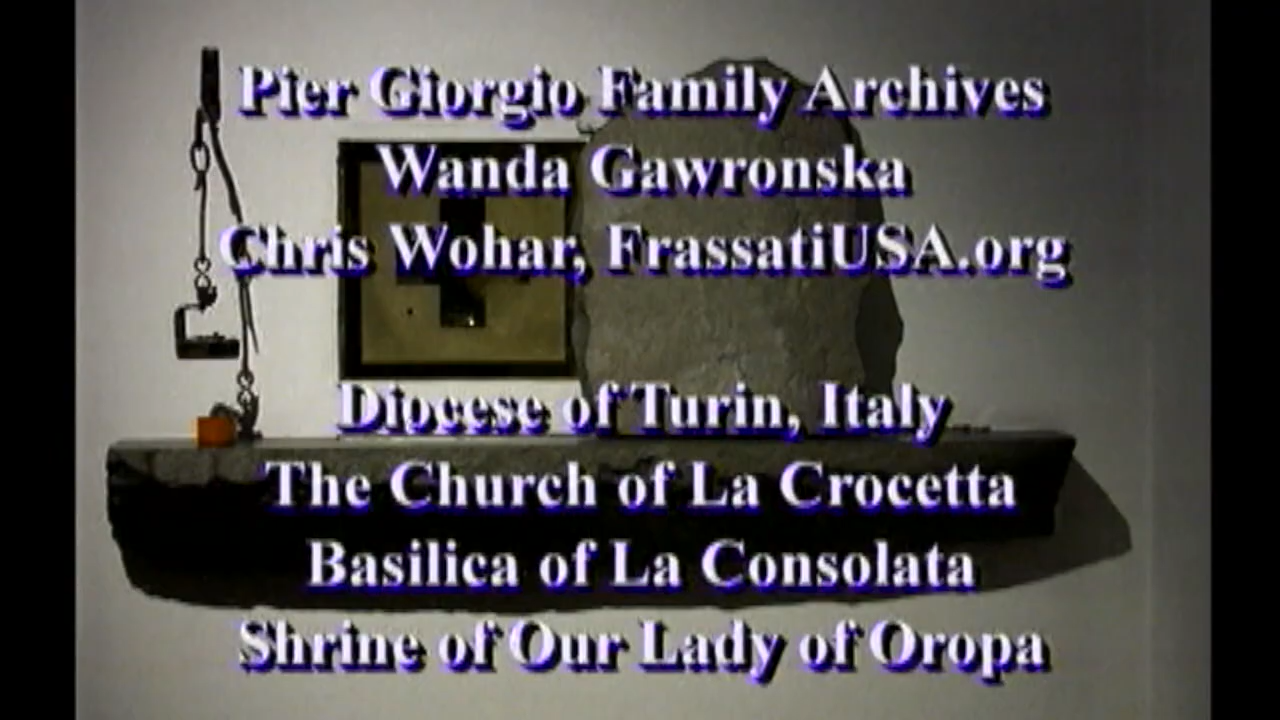 Pier Giorgio Family Archives
Wanda Gawronska
Chris Wohar, FrassatiUSA.org
Diocese of Turin, Italy
The Church of La Crocetta
Basilica of La Consolata
Shrine of Our Lady of Oropa